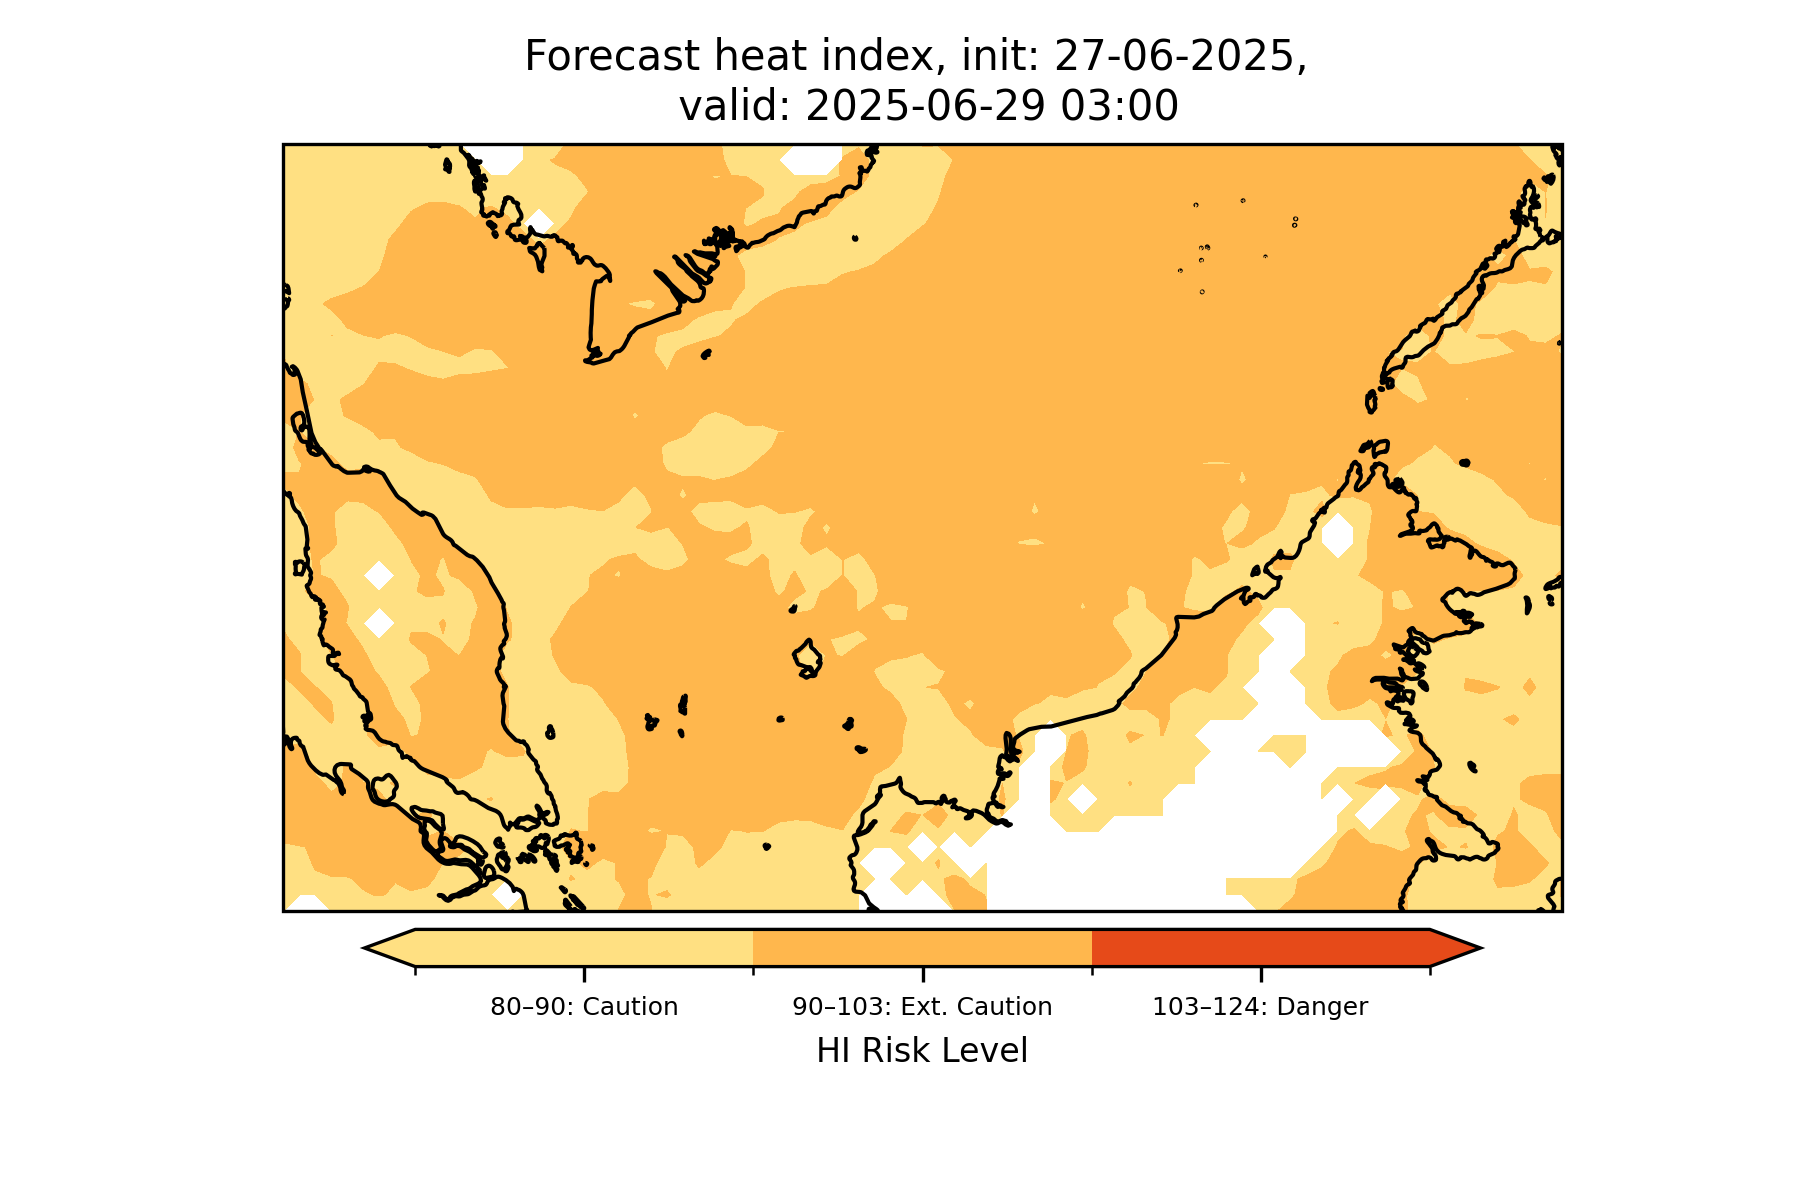 Forecast heat index, init: 27-06-2025,
valid: 2025-06-29 03:00
80–90: Caution
90–103: Ext. Caution
103–124: Danger
HI Risk Level